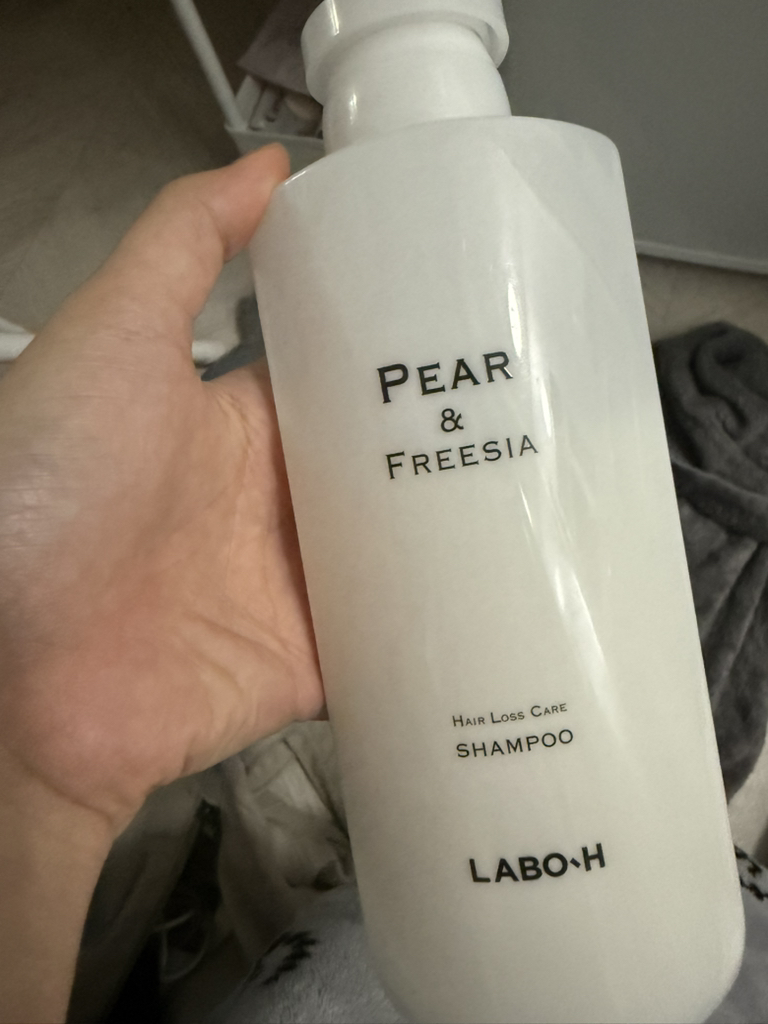 PEAR
&
FREESIA
HAIR LOSS CARE
SHAMPOO
LABO-H